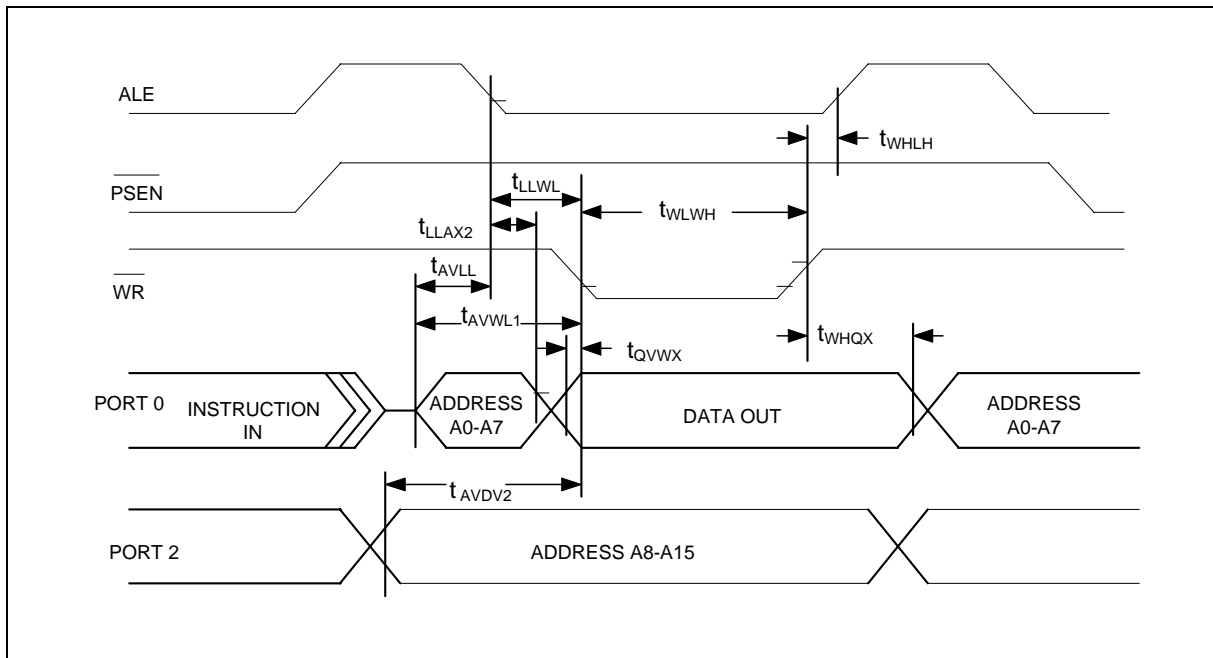 ALE
tWHLH
PSEN
tLLWL
tWLWH
tLLAX2
tAVLL
WR
tAVWL1
tWHQX
tQVWX
PORT 0
INSTRUCTION
IN
ADDRESS
A0-A7
DATA OUT
ADDRESS
A0-A7
tAVDV2
PORT 2
ADDRESS A8-A15